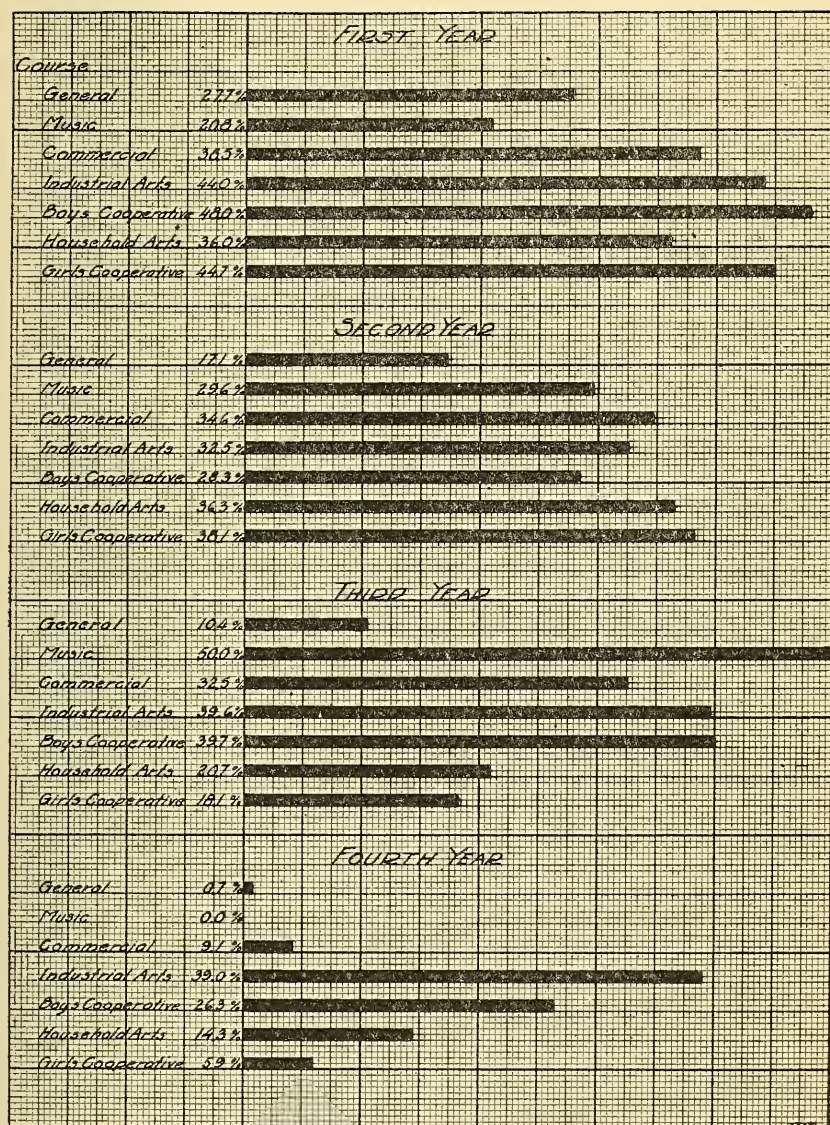 FIRST YEAR
Course
General 27.7%
Music 20.8%
Commercial 38.5%
Industrial Arts 44.0%
Boys Cooperative 48.0%
Household Arts 36.0%
Girls Cooperative 44.7%
SECOND YEAR
General 17.1 %
Music 29.6 %
Commercial 34.6 %
Industrial Arts 32.5 %
Boys Cooperative 28.3 %
Household Arts 36.3 %
Girls Cooperative 38.1 %
THIRD YEAR
General 10.4 %
Music 50.0 %
Commercial 32.5 %
Industrial Arts 39.6 %
Boys Cooperative 39.7 %
Household Arts 20.7 %
Girls Cooperative 18.1 %
FOURTH YEAR
General 0.7 %
Music 0.0 %
Commercial 4.1 %
Industrial Arts 39.0 %
Boys Cooperative 26.3 %
Household Arts 14.3 %
Girls Cooperative 5.9 %